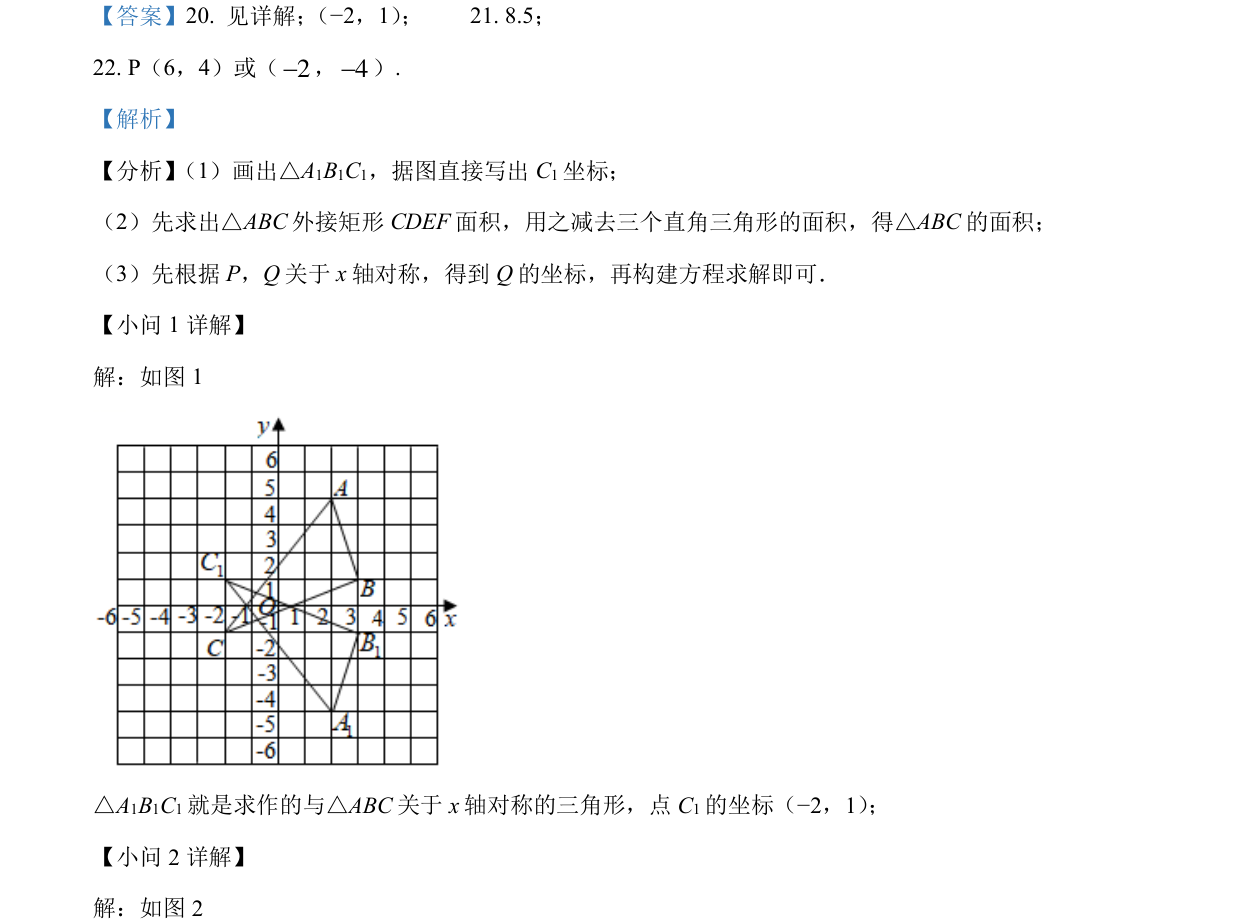 【答案】20. 见详解；（−2，1）； 21. 8.5；
22. P（6，4）或（−2，−4）.
【解析】
【分析】（1）画出△A₁B₁C₁，据图直接写出 C₁ 坐标；
（2）先求出△ABC 外接矩形 CDEF 面积，用之减去三个直角三角形的面积，得△ABC 的面积；
（3）先根据 P，Q 关于 x 轴对称，得到 Q 的坐标，再构建方程求解即可．
【小问 1 详解】
解：如图 1
y
6
5 A
4
3
C₁ 2
1 B
O
-6 -5 -4 -3 -2 -1 -1 1 2 3 4 5 6 x
C -2 B₁
-3
-4
-5 A₁
-6
△A₁B₁C₁ 就是求作的与△ABC 关于 x 轴对称的三角形，点 C₁ 的坐标（−2，1）；
【小问 2 详解】
解：如图 2